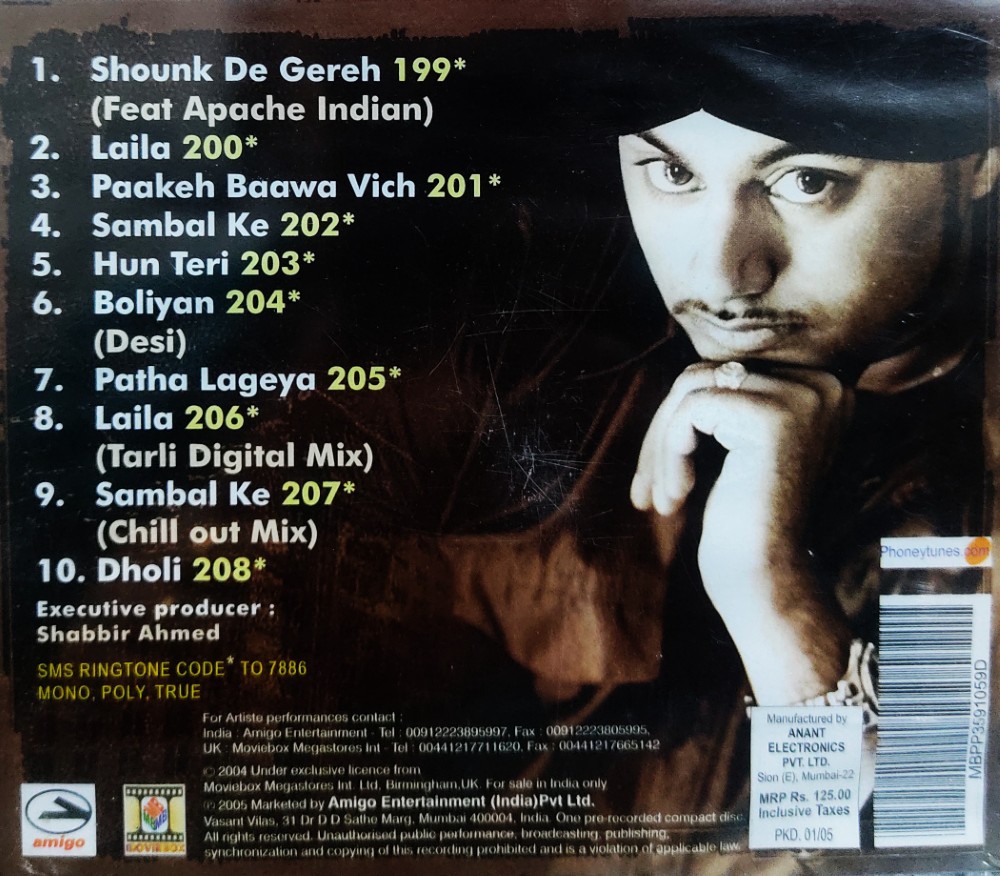 1. Shounk De Gereh 199*
(Feat Apache Indian)
2. Laila 200*
3. Paakeh Baawa Vich 201*
4. Sambal Ke 202*
5. Hun Teri 203*
6. Boliyan 204*
(Desi)
7. Patha Lageya 205*
8. Laila 206*
(Tarli Digital Mix)
9. Sambal Ke 207*
(Chill out Mix)
10. Dholi 208*
Executive producer :
Shabbir Ahmed
SMS RINGTONE CODE* TO 7886
MONO, POLY, TRUE
For Artiste performances contact :
India : Amigo Entertainment - Tel : 00912223895997, Fax : 00912223805995,
UK : Moviebox Megastores Int - Tel : 00441217711620, Fax : 00441217665142
© 2004 Under exclusive licence from
Moviebox Megastores Int. Ltd, Birmingham,UK. For sale in India only
℗ 2005 Marketed by Amigo Entertainment (India)Pvt Ltd.
Vasant Vilas, 31 Dr D D Sathe Marg, Mumbai 400004, India. One pre-recorded compact disc.
All rights reserved. Unauthorised public performance, broadcasting, publishing,
synchronization and copying of this recording prohibited and is a violation of applicable law.
amigo
MOVIEBOX
Phoneytunes.com
MBPP3591059D
Manufactured by
ANANT
ELECTRONICS
PVT. LTD.
Sion (E), Mumbai-22
MRP Rs. 125.00
Inclusive Taxes
PKD. 01/05